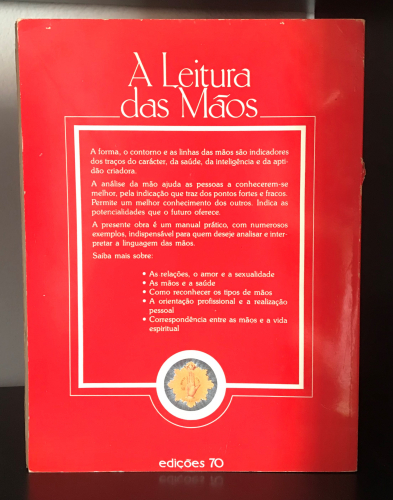 A Leitura
das Mãos
A forma, o contorno e as linhas das mãos são indicadores
dos traços do carácter, da saúde, da inteligência e da apti-
dão criadora.
A análise da mão ajuda as pessoas a conhecerem-se
melhor, pela indicação que traz dos pontos fortes e fracos.
Permite um melhor conhecimento dos outros. Indica as
potencialidades que o futuro oferece.
A presente obra é um manual prático, com numerosos
exemplos, indispensável para quem deseje analisar e inter-
pretar a linguagem das mãos.
Saiba mais sobre:
• As relações, o amor e a sexualidade
• As mãos e a saúde
• Como reconhecer os tipos de mãos
• A orientação profissional e a realização
pessoal
• Correspondência entre as mãos e a vida
espiritual
edições 70